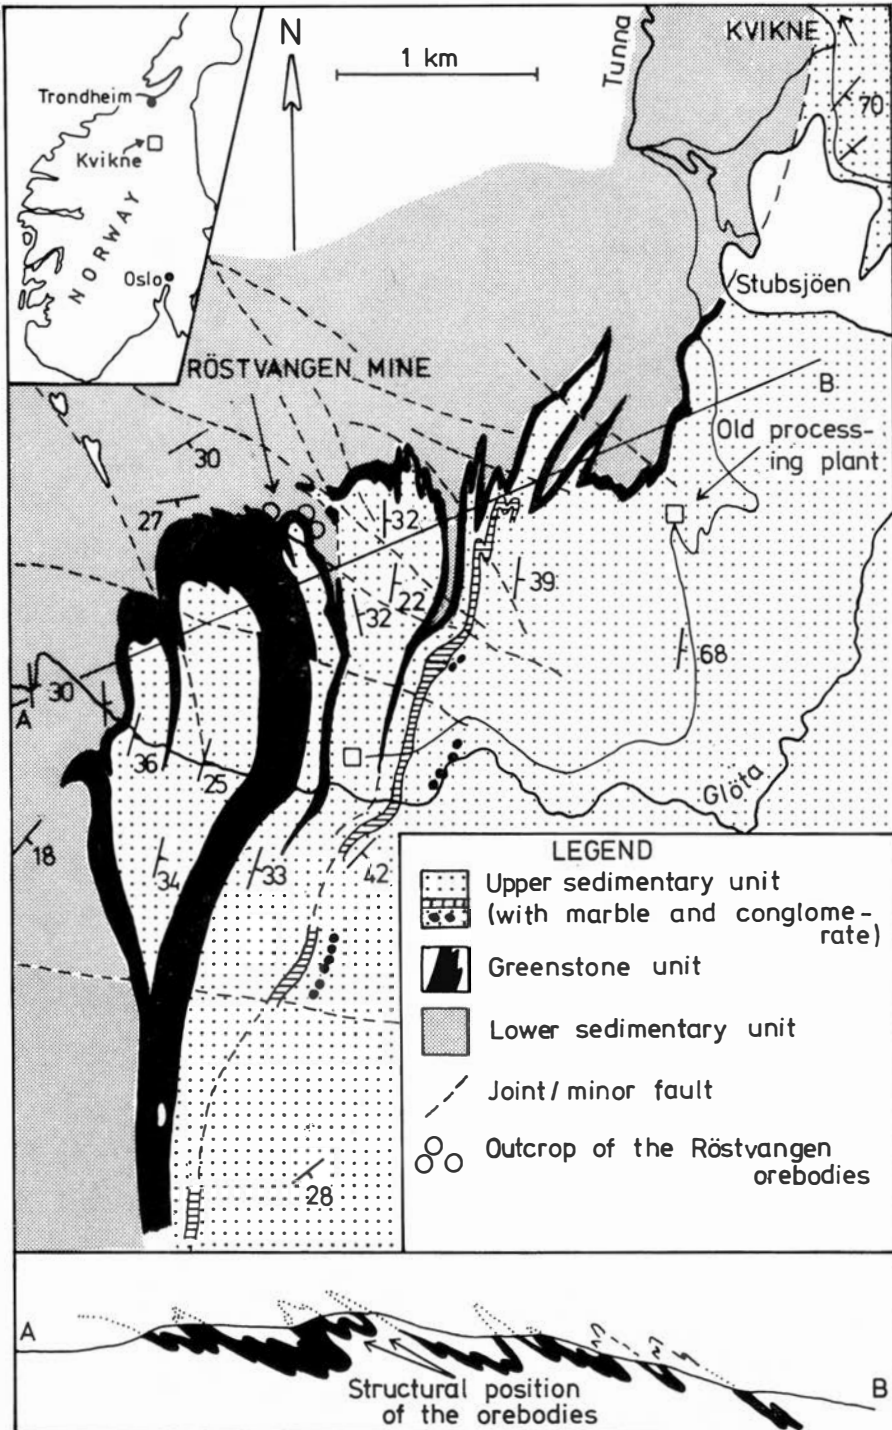 Trondheim
Kvikne
NORWAY
Oslo
N
1 km
Tunna
KVIKNE
70
Stubsjöen
RÖSTVANGEN MINE
B
Old process-
ing plant
30
27
32
22
32
39
68
30
A
36
25
Glöta
18
34
33
42
28
LEGEND
Upper sedimentary unit
(with marble and conglome-
rate)
Greenstone unit
Lower sedimentary unit
Joint/minor fault
Outcrop of the Röstvangen
orebodies
A
Structural position
of the orebodies
B